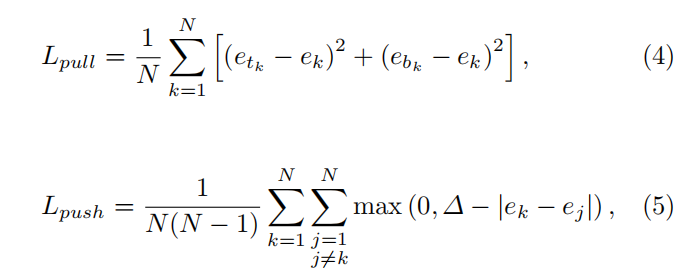 L_{pull} = \frac{1}{N} \sum_{k=1}^{N} \left[ (e_{t_k} - e_k)^2 + (e_{b_k} - e_k)^2 \right], (4)
L_{push} = \frac{1}{N(N-1)} \sum_{k=1}^{N} \sum_{\substack{j=1 \\ j \neq k}}^{N} \max (0, \Delta - |e_k - e_j|), (5)